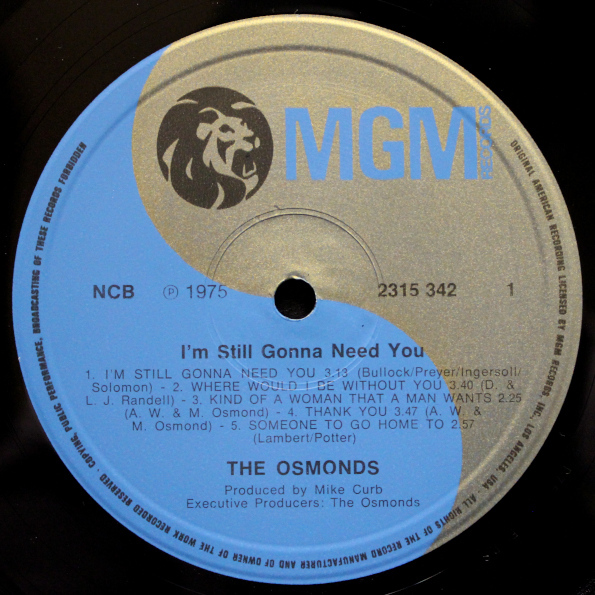 MGM
RECORDS
NCB ℗ 1975 2315 342 1
I'm Still Gonna Need You
1. I'M STILL GONNA NEED YOU 3.13 (Bullock/Preyer/Ingersoll/
Solomon) - 2. WHERE WOULD I BE WITHOUT YOU 3.40 (D. &
L. J. Randell) - 3. KIND OF A WOMAN THAT A MAN WANTS 2.25
(A. W. & M. Osmond) - 4. THANK YOU 3.47 (A. W. &
M. Osmond) - 5. SOMEONE TO GO HOME TO 2.57
(Lambert/Potter)
THE OSMONDS
Produced by Mike Curb
Executive Producers: The Osmonds
ORIGINAL AMERICAN RECORDING LICENSED BY MGM RECORDS, INC. LOS ANGELES, USA · ALL RIGHTS OF THE RECORD MANUFACTURER AND OF OWNER OF THE WORK RECORDED RESERVED · COPYING, PUBLIC PERFORMANCE, BROADCASTING OF THESE RECORDS FORBIDDEN